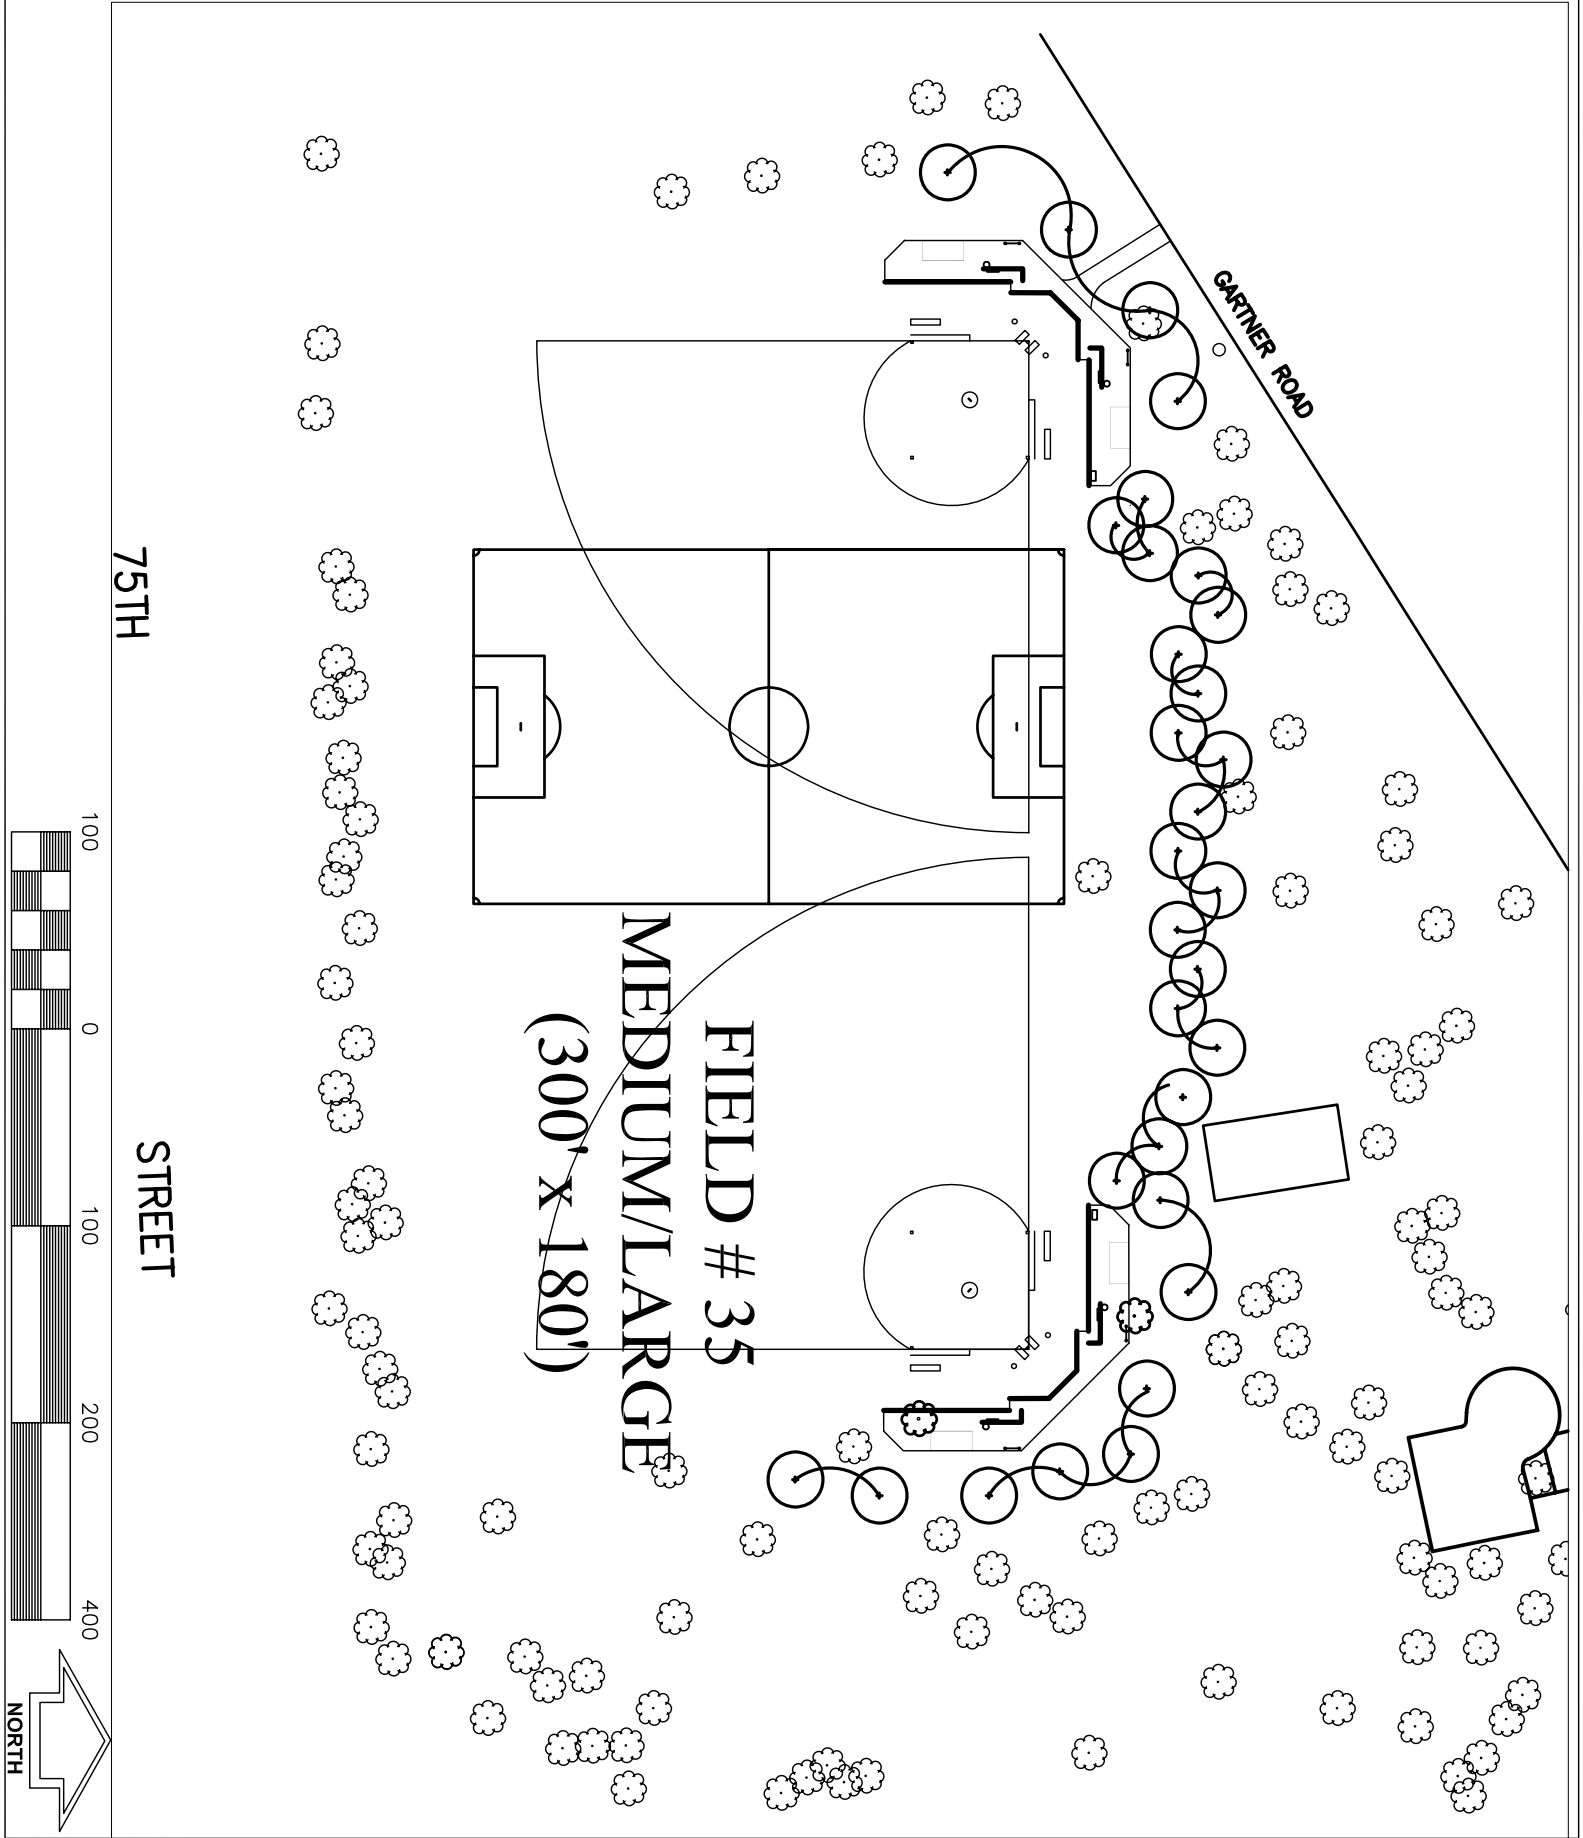 GARTNER ROAD
FIELD # 35
MEDIUM/LARGE
(300' x 180')
75TH STREET
100 0 100 200 400
NORTH